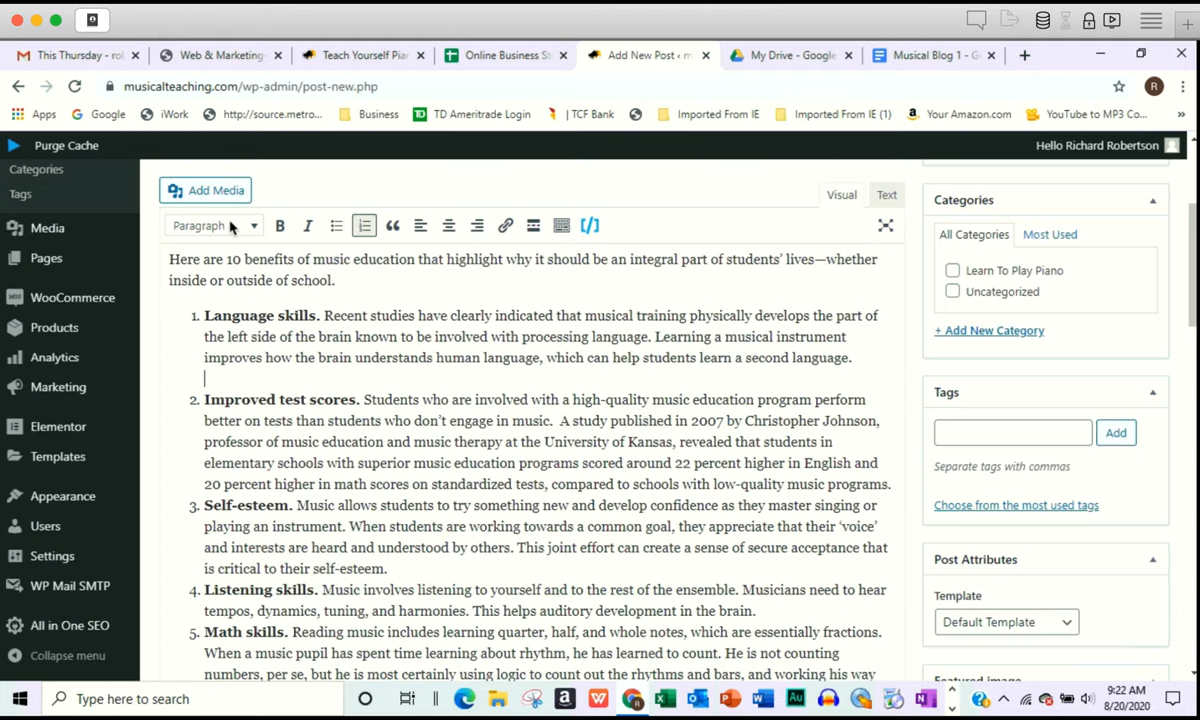 This Thursday - rol
Web & Marketing
Teach Yourself Pian
Online Business St
Add New Post ‹ m
My Drive - Google
Musical Blog 1 - G
musicalteaching.com/wp-admin/post-new.php
R
Apps
Google
iWork
http://source.metro...
Business
TD Ameritrade Login
| TCF Bank
Imported From IE
Imported From IE (1)
Your Amazon.com
YouTube to MP3 Co...
»
Purge Cache
Hello Richard Robertson
Categories
Tags
Media
Pages
WooCommerce
Products
Analytics
Marketing
Elementor
Templates
Appearance
Users
Settings
WP Mail SMTP
All in One SEO
Collapse menu
Add Media
Visual
Text
Paragraph
B
I
Here are 10 benefits of music education that highlight why it should be an integral part of students’ lives—whether
inside or outside of school.
1. Language skills. Recent studies have clearly indicated that musical training physically develops the part of
the left side of the brain known to be involved with processing language. Learning a musical instrument
improves how the brain understands human language, which can help students learn a second language.
2. Improved test scores. Students who are involved with a high-quality music education program perform
better on tests than students who don’t engage in music. A study published in 2007 by Christopher Johnson,
professor of music education and music therapy at the University of Kansas, revealed that students in
elementary schools with superior music education programs scored around 22 percent higher in English and
20 percent higher in math scores on standardized tests, compared to schools with low-quality music programs.
3. Self-esteem. Music allows students to try something new and develop confidence as they master singing or
playing an instrument. When students are working towards a common goal, they appreciate that their ‘voice’
and interests are heard and understood by others. This joint effort can create a sense of secure acceptance that
is critical to their self-esteem.
4. Listening skills. Music involves listening to yourself and to the rest of the ensemble. Musicians need to hear
tempos, dynamics, tuning, and harmonies. This helps auditory development in the brain.
5. Math skills. Reading music includes learning quarter, half, and whole notes, which are essentially fractions.
When a music pupil has spent time learning about rhythm, he has learned to count. He is not counting
numbers, per se, but he is most certainly using logic to count out the rhythms and bars, and working his way
Categories
All Categories
Most Used
Learn To Play Piano
Uncategorized
+ Add New Category
Tags
Add
Separate tags with commas
Choose from the most used tags
Post Attributes
Template
Default Template
Featured image
Type here to search
9:22 AM
8/20/2020